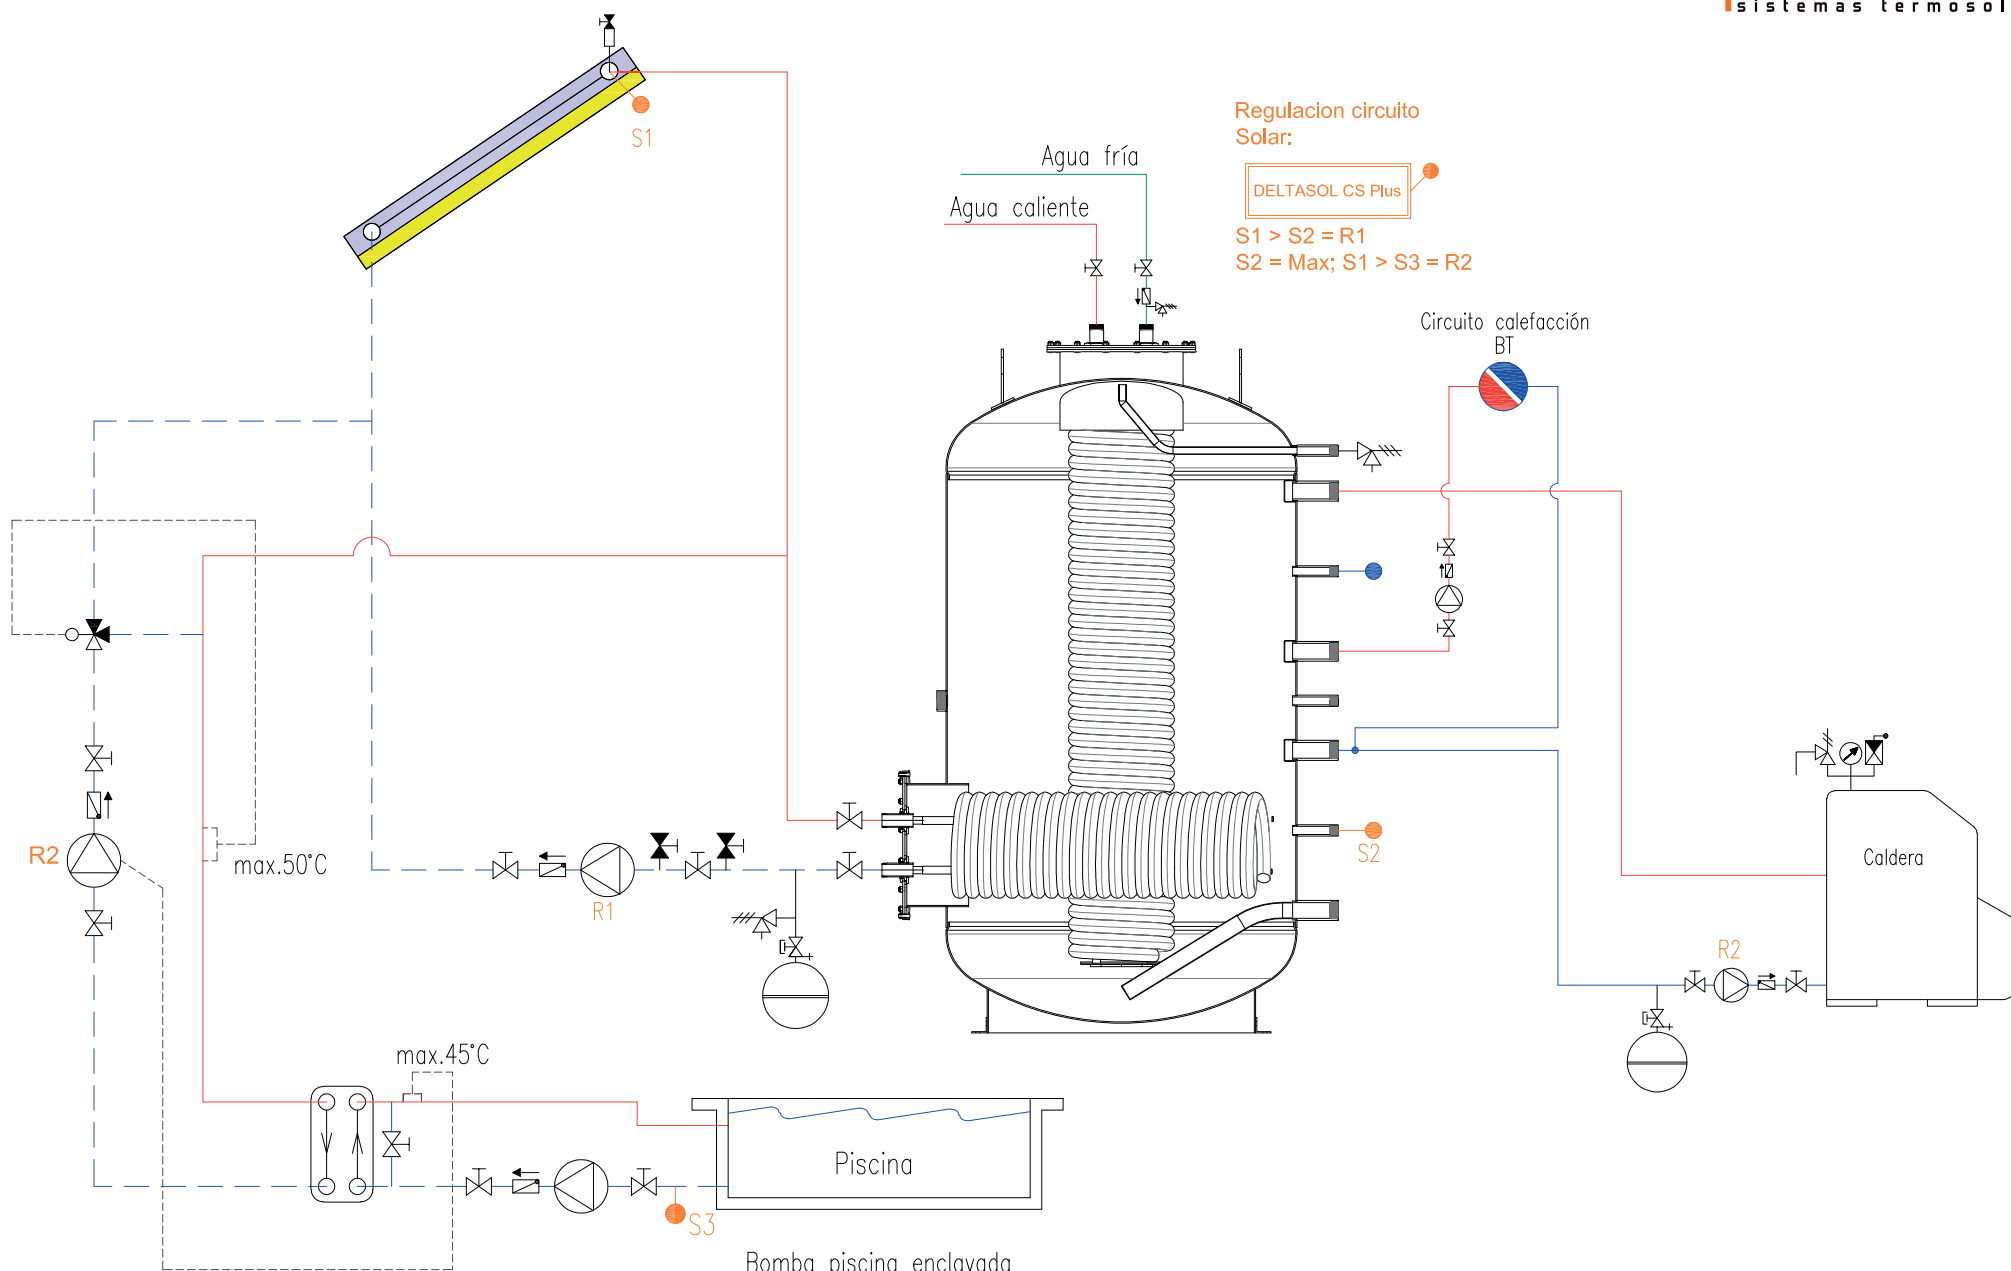 sistemas termosol
S1
Regulacion circuito
Solar:
DELTASOL CS Plus
S1 > S2 = R1
S2 = Max; S1 > S3 = R2
Agua fría
Agua caliente
Circuito calefacción
BT
R2
max.50°C
R1
S2
Caldera
R2
max.45°C
Piscina
S3
Bomba piscina enclavada